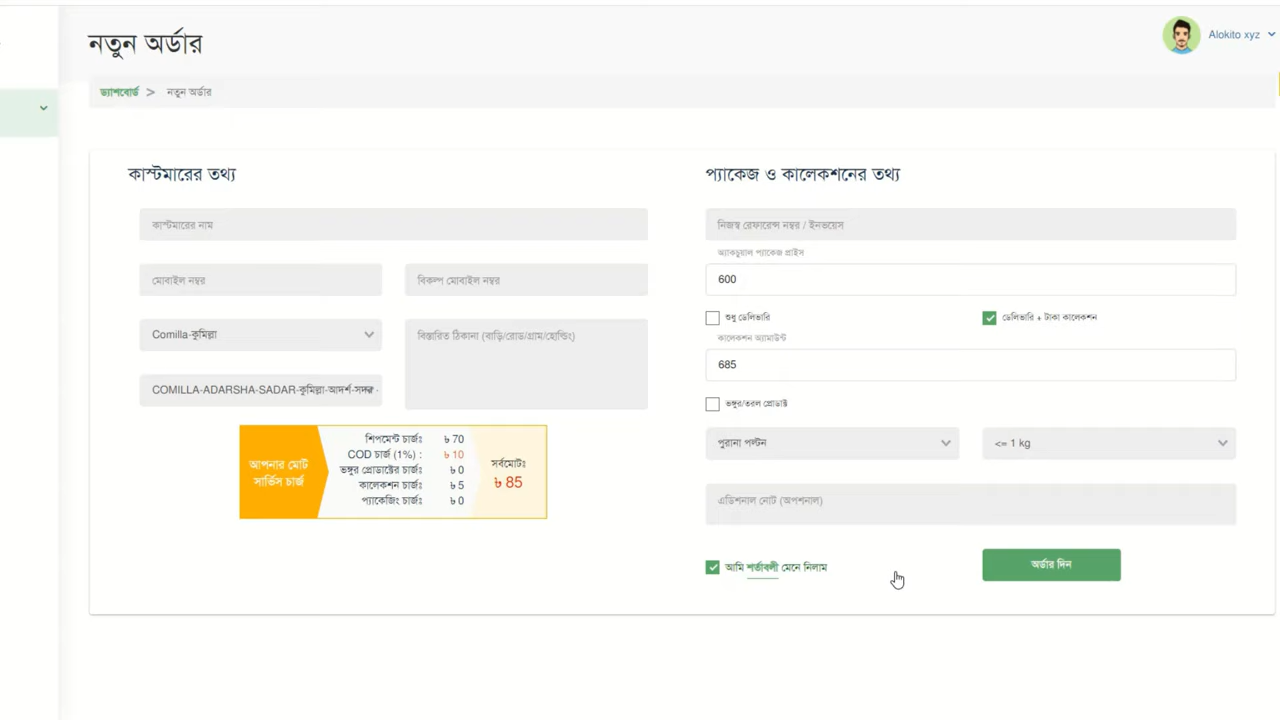 নতুন অর্ডার
Alokito xyz
ড্যাশবোর্ড > নতুন অর্ডার
কাস্টমারের তথ্য
কাস্টমারের নাম
মোবাইল নম্বর
বিকল্প মোবাইল নম্বর
Comilla-কুমিল্লা
বিস্তারিত ঠিকানা (বাড়ি/রোড/গ্রাম/হোল্ডিং)
COMILLA-ADARSHA-SADAR-কুমিল্লা-আদর্শ-সদর -
আপনার মোট
সার্ভিস চার্জ
শিপমেন্ট চার্জঃ ৳ 70
COD চার্জ (1%) : ৳ 10
ভঙ্গুর প্রোডাক্টের চার্জঃ ৳ 0
কালেকশন চার্জঃ ৳ 5
প্যাকেজিং চার্জঃ ৳ 0
সর্বমোটঃ
৳ 85
প্যাকেজ ও কালেকশনের তথ্য
নিজস্ব রেফারেন্স নম্বর / ইনভয়েস
অ্যাকচুয়াল প্যাকেজ প্রাইস
600
শুধু ডেলিভারি
ডেলিভারি + টাকা কালেকশন
কালেকশন অ্যামাউন্ট
685
ভঙ্গুর/তরল প্রোডাক্ট
পুরানা পল্টন
<= 1 kg
এডিশনাল নোট (অপশনাল)
আমি শর্তাবলী মেনে নিলাম
অর্ডার দিন